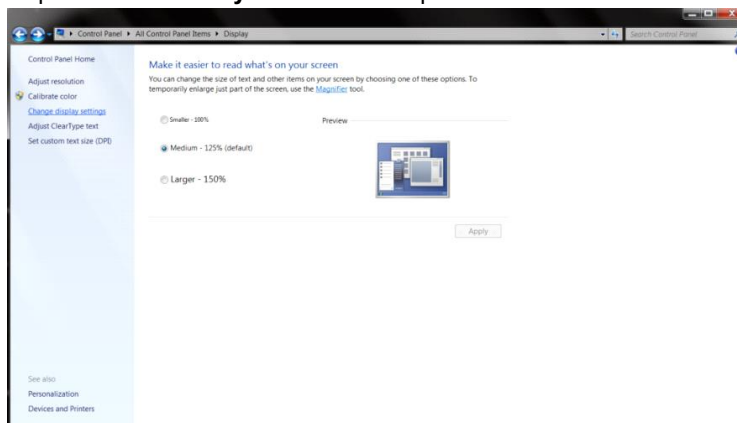 Control Panel ▸ All Control Panel Items ▸ Display
Search Control Panel
Control Panel Home
Adjust resolution
Calibrate color
Change display settings
Adjust ClearType text
Set custom text size (DPI)
Make it easier to read what's on your screen
You can change the size of text and other items on your screen by choosing one of these options. To
temporarily enlarge just part of the screen, use the Magnifier tool.
Smaller - 100%
Preview
Medium - 125% (default)
Larger - 150%
Apply
See also
Personalization
Devices and Printers